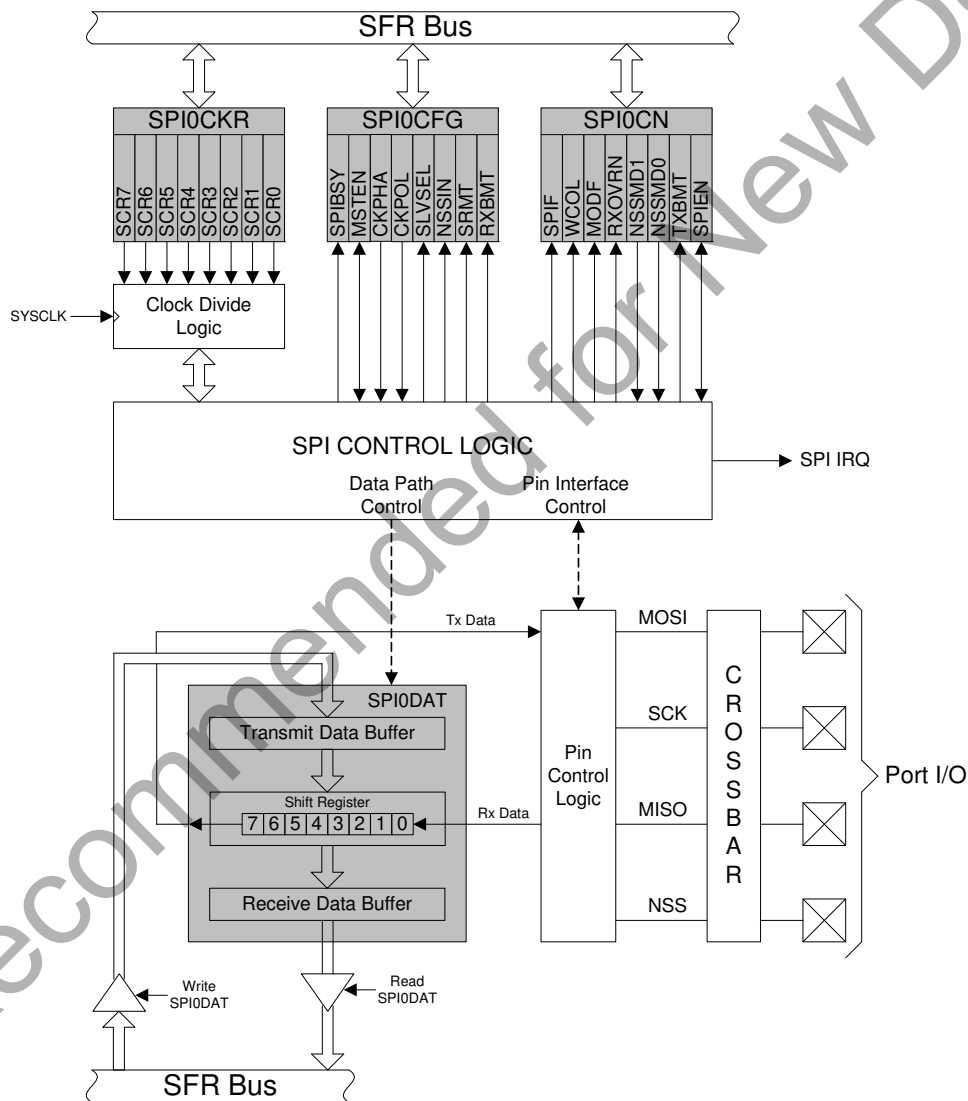 SFR Bus
SPI0CKR
SCR7
SCR6
SCR5
SCR4
SCR3
SCR2
SCR1
SCR0
SPI0CFG
SPIBSY
MSTEN
CKPHA
CKPOL
SLVSEL
NSSIN
SRMT
RXBMT
SPI0CN
SPIF
WCOL
MODF
RXOVRN
NSSMD1
NSSMD0
TXBMT
SPIEN
SYSCLK
Clock Divide
Logic
SPI CONTROL LOGIC
Data Path
Control
Pin Interface
Control
SPI IRQ
Tx Data
SPI0DAT
Transmit Data Buffer
Shift Register
7 6 5 4 3 2 1 0
Rx Data
Receive Data Buffer
Pin
Control
Logic
MOSI
SCK
MISO
NSS
CROSSBAR
Port I/O
Write
SPI0DAT
Read
SPI0DAT
SFR Bus
ecommended for New D